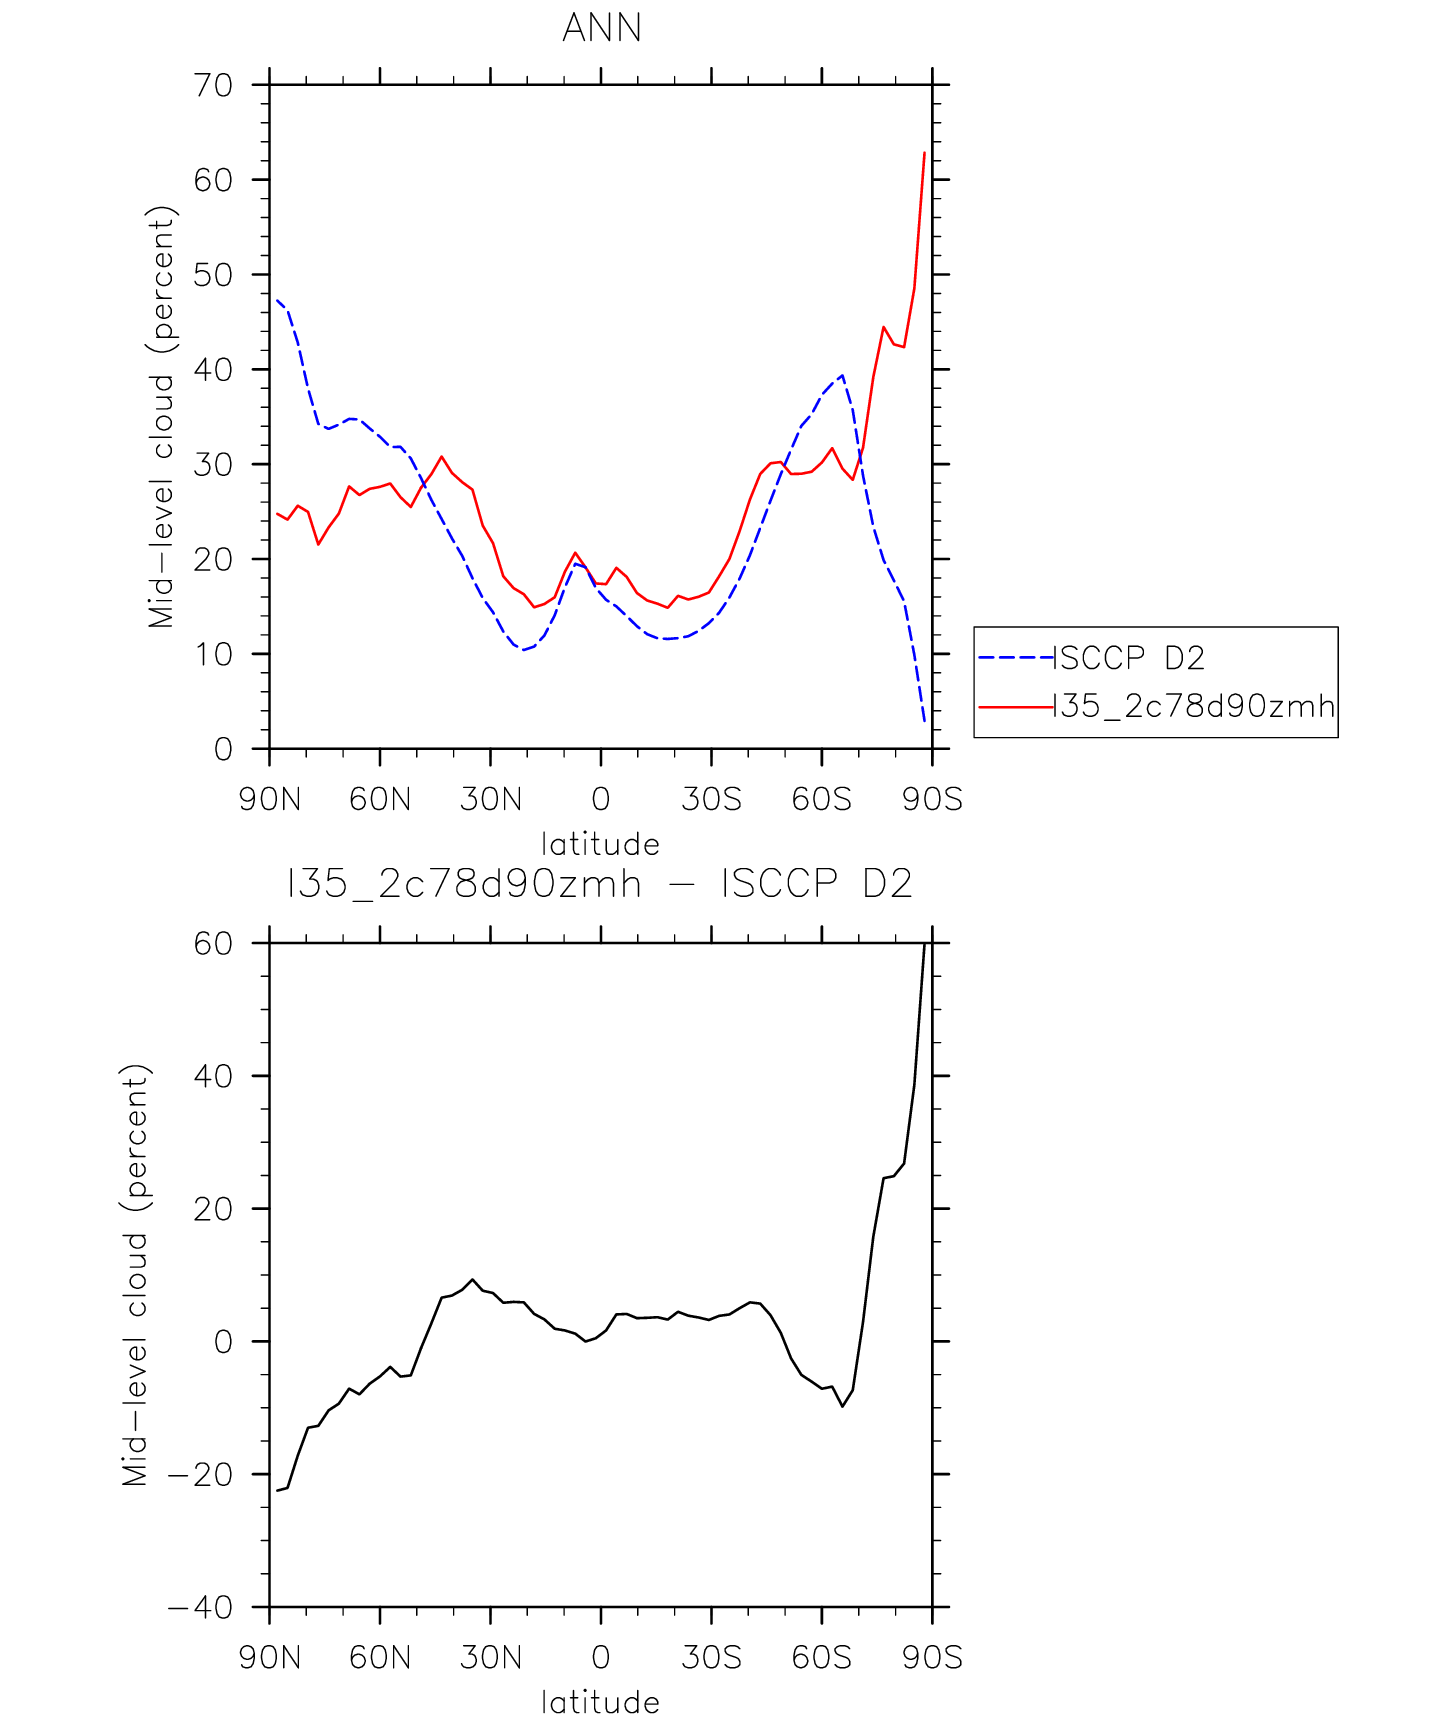 ANN
70
60
50
40
30
20
10
0
Mid-level cloud (percent)
90N 60N 30N 0 30S 60S 90S
latitude
ISCCP D2
I35_2c78d90zmh
I35_2c78d90zmh - ISCCP D2
60
40
20
0
-20
-40
Mid-level cloud (percent)
90N 60N 30N 0 30S 60S 90S
latitude